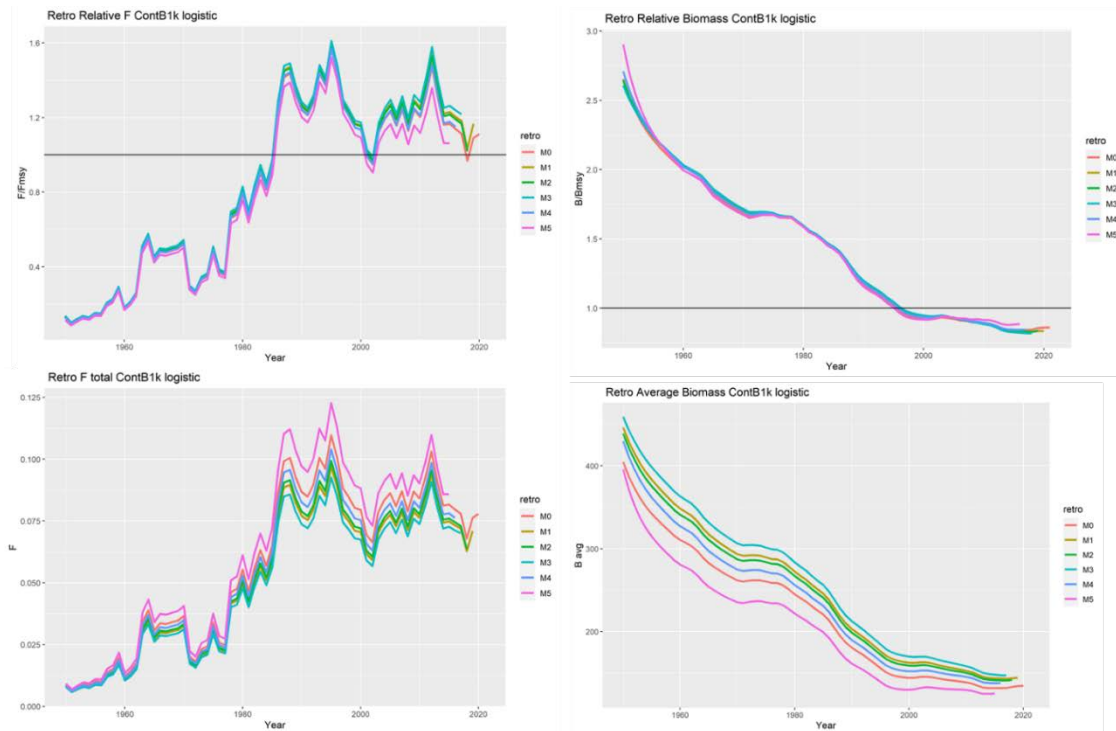 Retro Relative F ContB1k logistic
1.6
1.2
0.8
0.4
F/Fmsy
1960
1980
2000
2020
Year
retro
M0
M1
M2
M3
M4
M5
Retro Relative Biomass ContB1k logistic
3.0
2.5
2.0
1.5
1.0
B/Bmsy
1960
1980
2000
2020
Year
retro
M0
M1
M2
M3
M4
M5
Retro F total ContB1k logistic
0.125
0.100
0.075
0.050
0.025
0.000
F
1960
1980
2000
2020
Year
retro
M0
M1
M2
M3
M4
M5
Retro Average Biomass ContB1k logistic
400
300
200
B avg
1960
1980
2000
2020
Year
retro
M0
M1
M2
M3
M4
M5